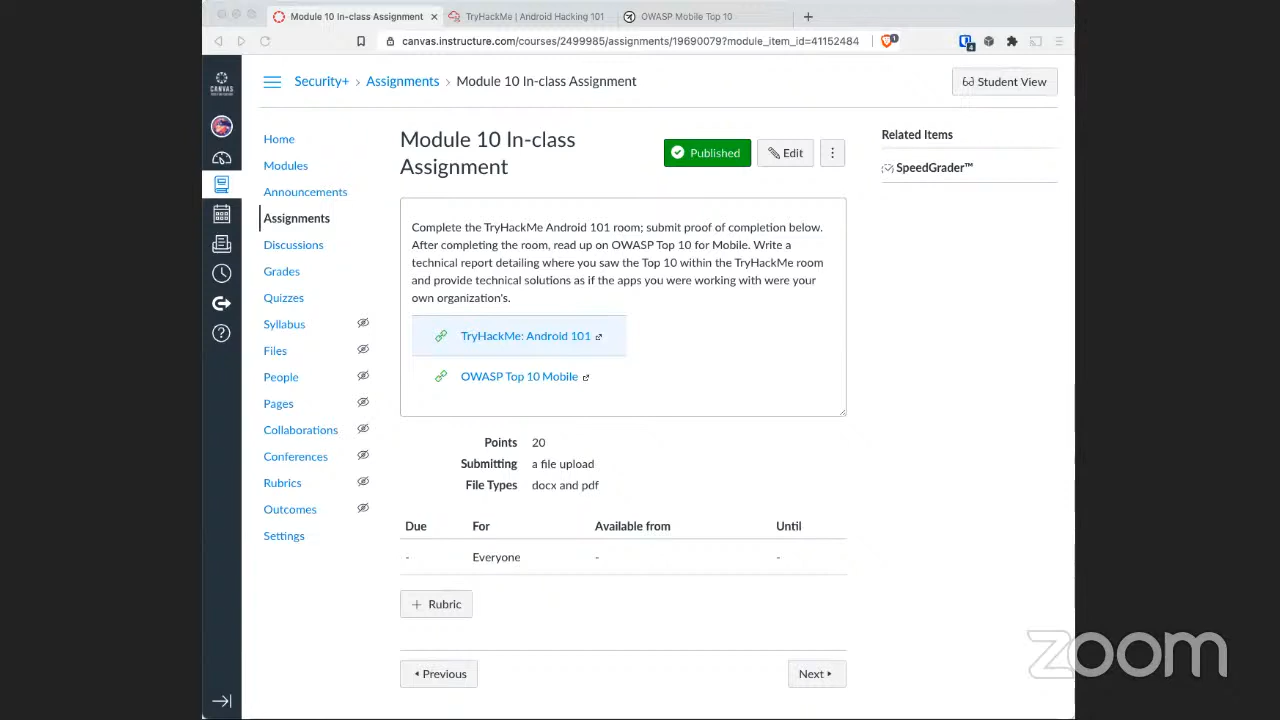 Module 10 In-class Assignment
TryHackMe | Android Hacking 101
OWASP Mobile Top 10
canvas.instructure.com/courses/2499985/assignments/19690079?module_item_id=41152484
1
4
CANVAS
Security+ › Assignments › Module 10 In-class Assignment
Student View
Home
Modules
Announcements
Assignments
Discussions
Grades
Quizzes
Syllabus
Files
People
Pages
Collaborations
Conferences
Rubrics
Outcomes
Settings
Module 10 In-class
Assignment
Published
Edit
Complete the TryHackMe Android 101 room; submit proof of completion below.
After completing the room, read up on OWASP Top 10 for Mobile. Write a
technical report detailing where you saw the Top 10 within the TryHackMe room
and provide technical solutions as if the apps you were working with were your
own organization's.
TryHackMe: Android 101
OWASP Top 10 Mobile
Points 20
Submitting a file upload
File Types docx and pdf
Due For Available from Until
- Everyone - -
+ Rubric
Previous
Next
Related Items
SpeedGrader™
zoom